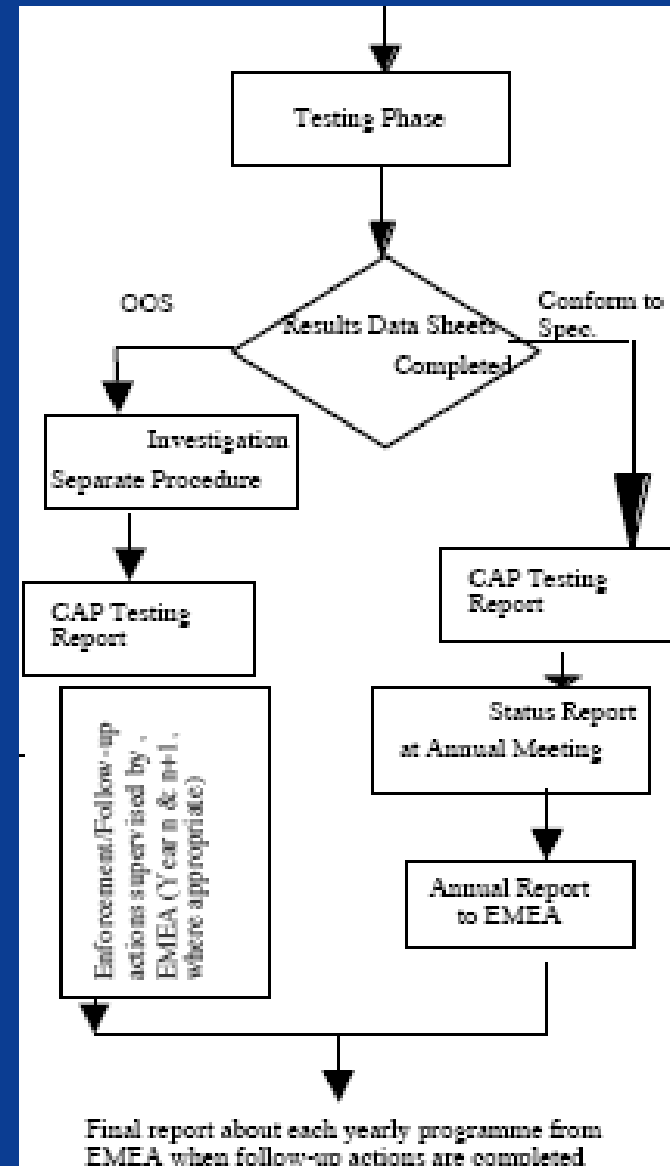 Testing Phase
OOS
Conform to
Spec.
Results Data Sheets
Completed
Investigation
Separate Procedure
CAP Testing
Report
CAP Testing
Report
Enforcement/Follow-up
actions supervised by ,
EMEA (Year n & n+1,
where appropriate)
Status Report
at Annual Meeting
Annual Report
to EMEA
Final report about each yearly programme from
EMEA when follow-up actions are completed